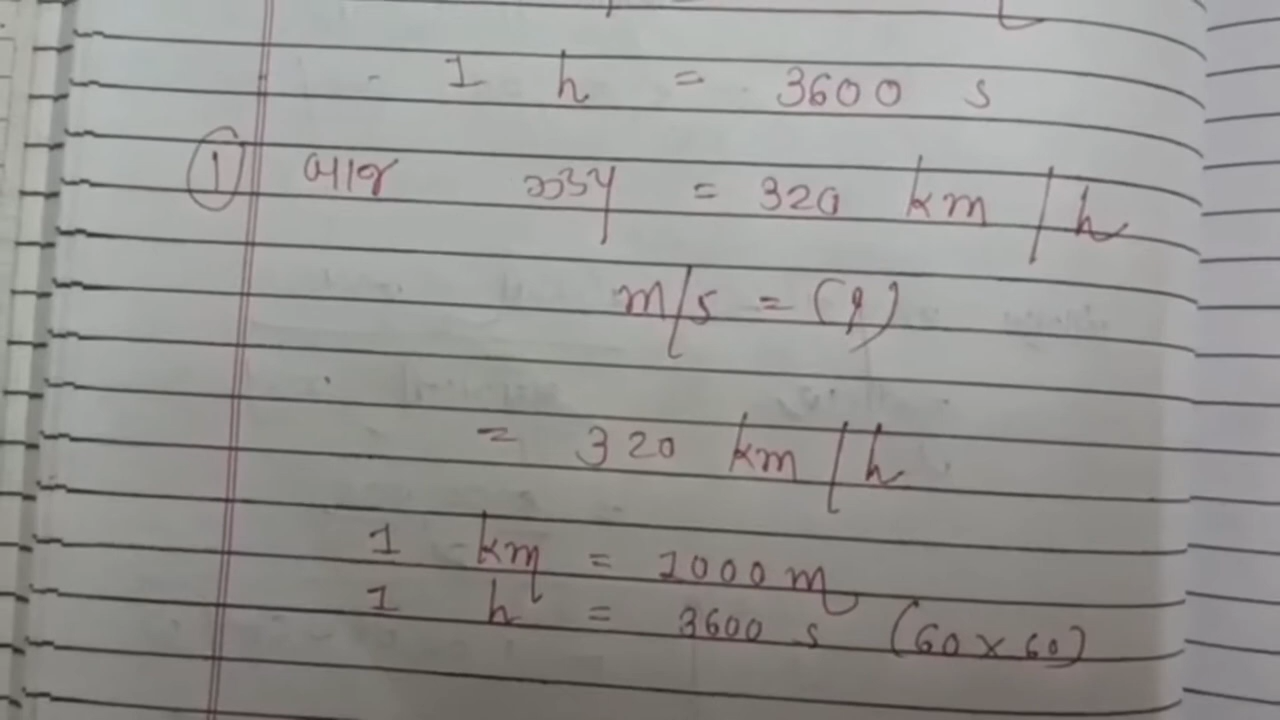 1 h = 3600 s
① બાજ ઝડપ = 320 km/h
m/s = (?)
= 320 km/h
1 km = 1000 m
1 h = 3600 s (60 x 60)